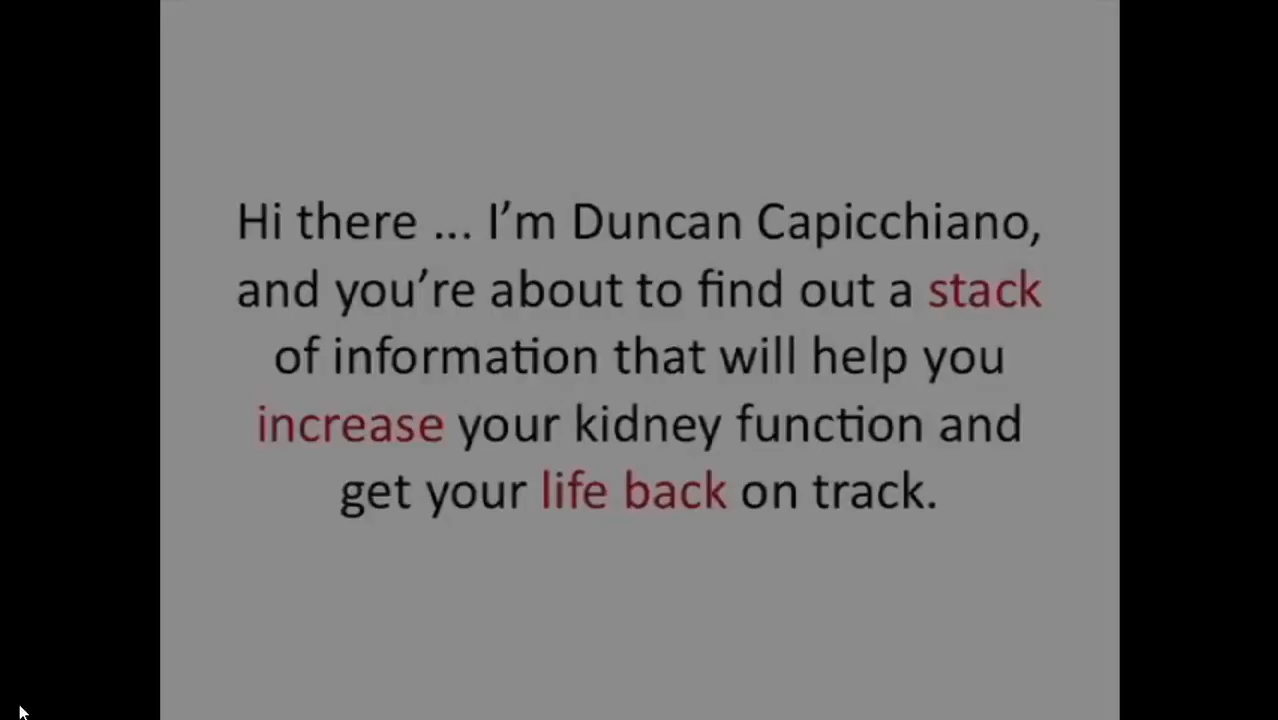 Hi there ... I’m Duncan Capicchiano,
and you’re about to find out a stack
of information that will help you
increase your kidney function and
get your life back on track.